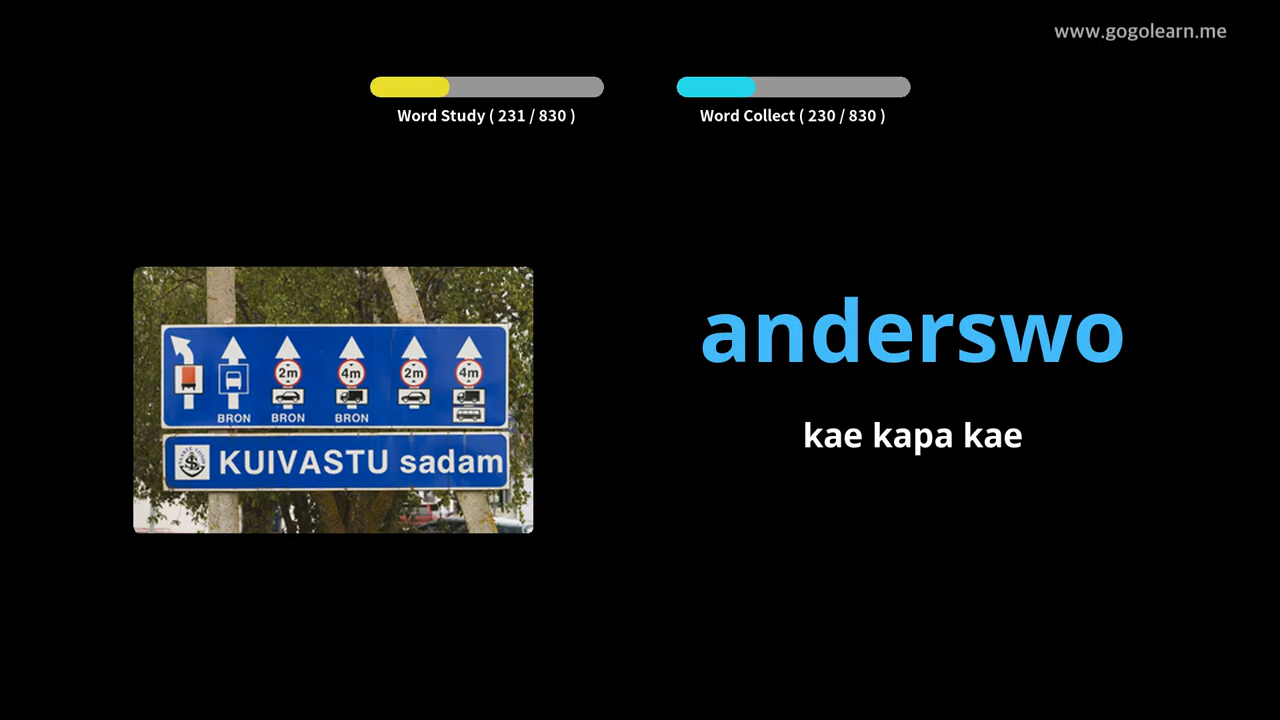 www.gogolearn.me
Word Study ( 231 / 830 )
Word Collect ( 230 / 830 )
anderswo
kae kapa kae
2m
4m
2m
4m
BRON
BRON
BRON
KUIVASTU sadam